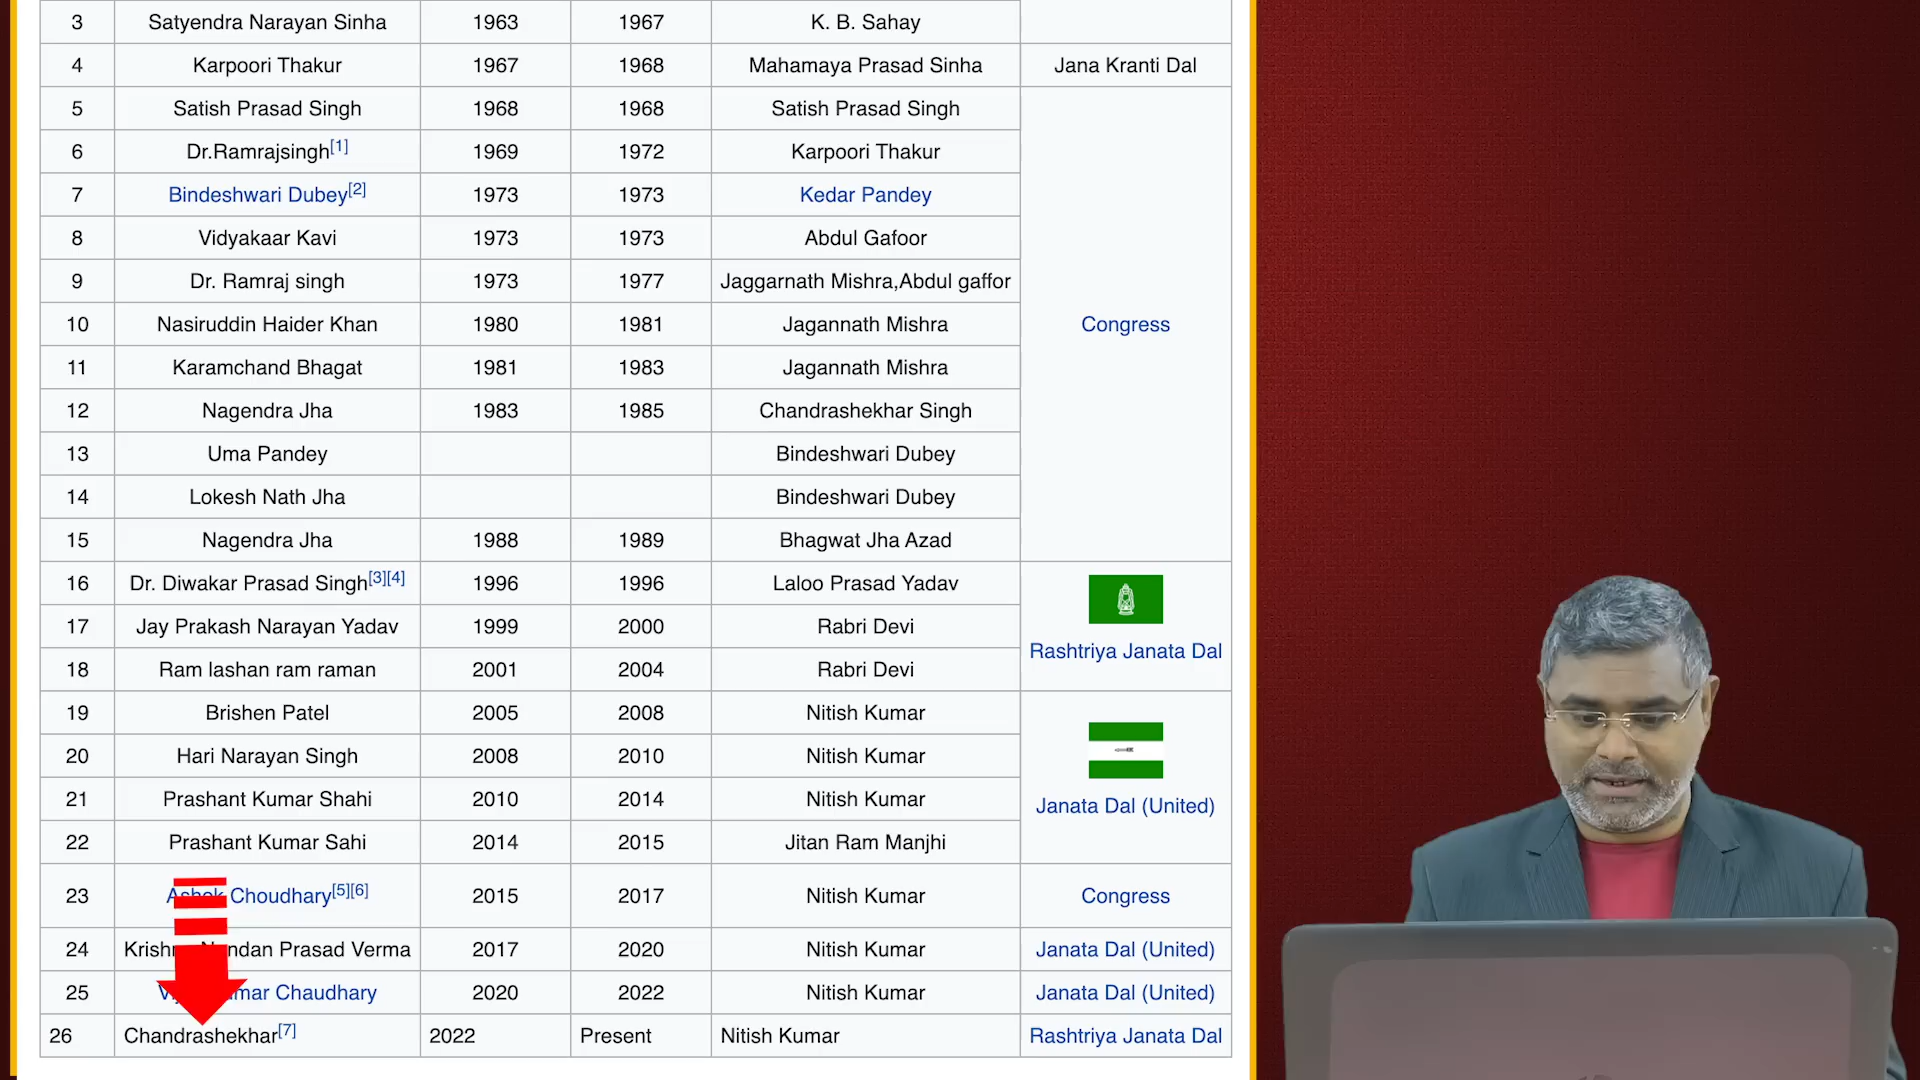 3 Satyendra Narayan Sinha 1963 1967 K. B. Sahay
4 Karpoori Thakur 1967 1968 Mahamaya Prasad Sinha Jana Kranti Dal
5 Satish Prasad Singh 1968 1968 Satish Prasad Singh
6 Dr.Ramrajsingh[1] 1969 1972 Karpoori Thakur
7 Bindeshwari Dubey[2] 1973 1973 Kedar Pandey
8 Vidyakaar Kavi 1973 1973 Abdul Gafoor
9 Dr. Ramraj singh 1973 1977 Jaggarnath Mishra,Abdul gaffor
10 Nasiruddin Haider Khan 1980 1981 Jagannath Mishra Congress
11 Karamchand Bhagat 1981 1983 Jagannath Mishra
12 Nagendra Jha 1983 1985 Chandrashekhar Singh
13 Uma Pandey Bindeshwari Dubey
14 Lokesh Nath Jha Bindeshwari Dubey
15 Nagendra Jha 1988 1989 Bhagwat Jha Azad
16 Dr. Diwakar Prasad Singh[3][4] 1996 1996 Laloo Prasad Yadav
17 Jay Prakash Narayan Yadav 1999 2000 Rabri Devi
Rashtriya Janata Dal
18 Ram lashan ram raman 2001 2004 Rabri Devi
19 Brishen Patel 2005 2008 Nitish Kumar
20 Hari Narayan Singh 2008 2010 Nitish Kumar
21 Prashant Kumar Shahi 2010 2014 Nitish Kumar Janata Dal (United)
22 Prashant Kumar Sahi 2014 2015 Jitan Ram Manjhi
23 Ashok Choudhary[5][6] 2015 2017 Nitish Kumar Congress
24 Prasad Verma 2017 2020 Nitish Kumar Janata Dal (United)
25 Chaudhary 2020 2022 Nitish Kumar Janata Dal (United)
26 Chandrashekhar[7] 2022 Present Nitish Kumar Rashtriya Janata Dal